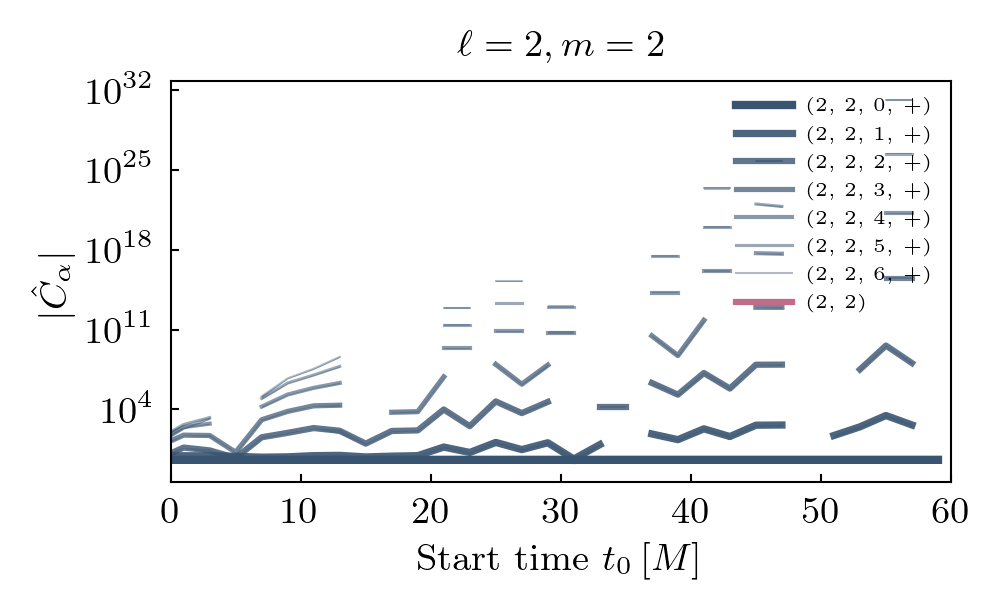 ℓ = 2, m = 2
10^32
10^25
10^18
10^11
10^4
|Ĉ_α|
(2, 2, 0, +)
(2, 2, 1, +)
(2, 2, 2, +)
(2, 2, 3, +)
(2, 2, 4, +)
(2, 2, 5, +)
(2, 2, 6, +)
(2, 2)
0 10 20 30 40 50 60
Start time t_0 [M]